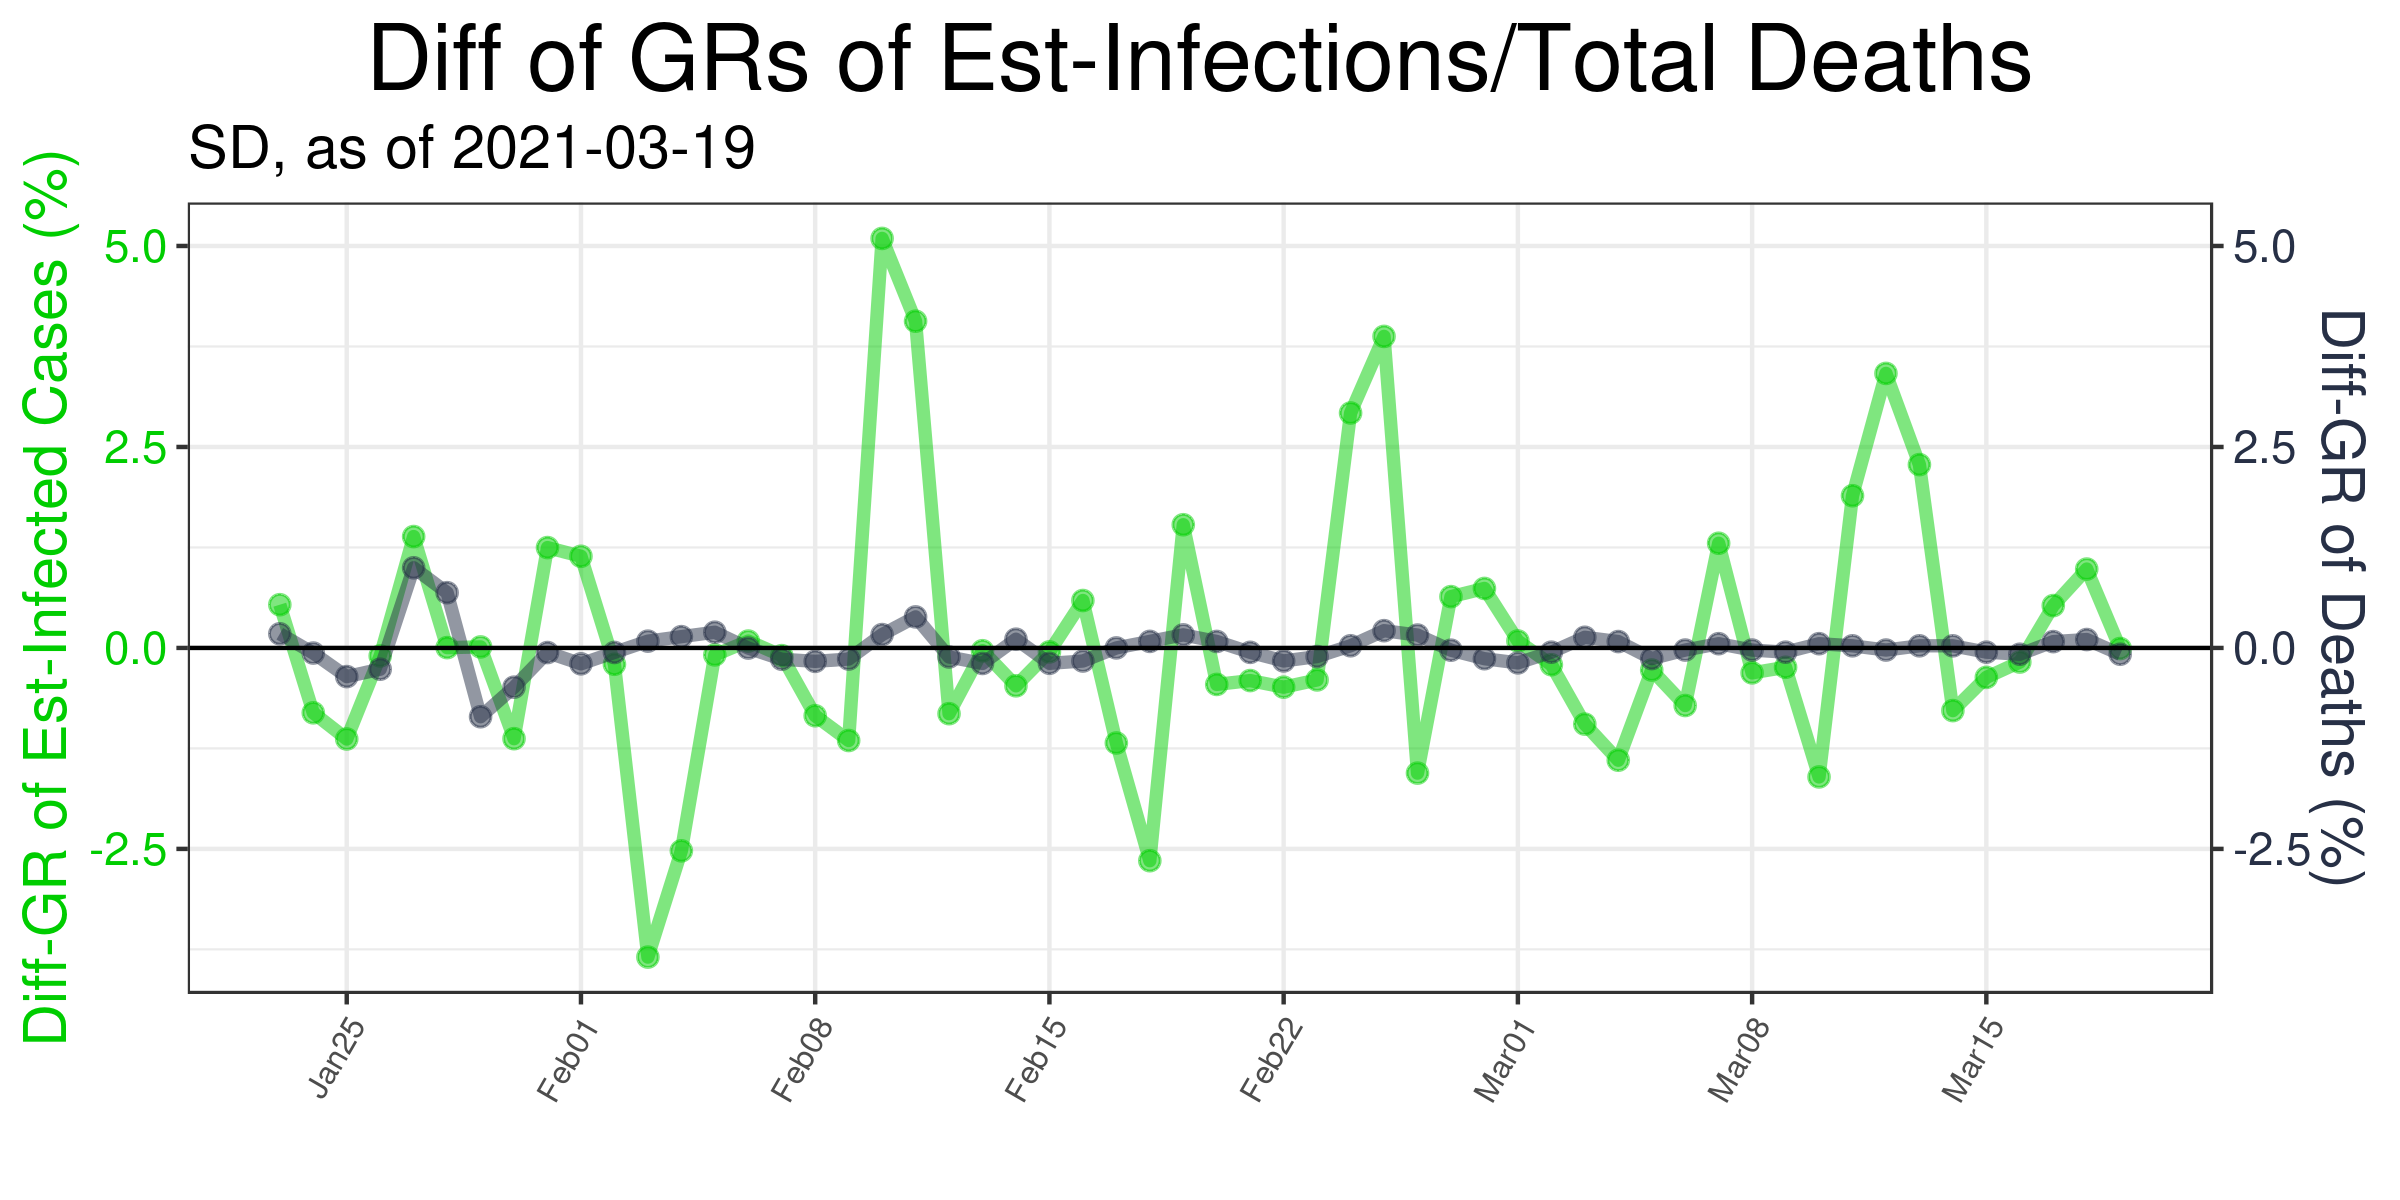 Diff of GRs of Est-Infections/Total Deaths
SD, as of 2021-03-19
Diff-GR of Est-Infected Cases (%)
5.0
2.5
0.0
-2.5
5.0
2.5
0.0
-2.5
Diff-GR of Deaths (%)
Jan25 Feb01 Feb08 Feb15 Feb22 Mar01 Mar08 Mar15